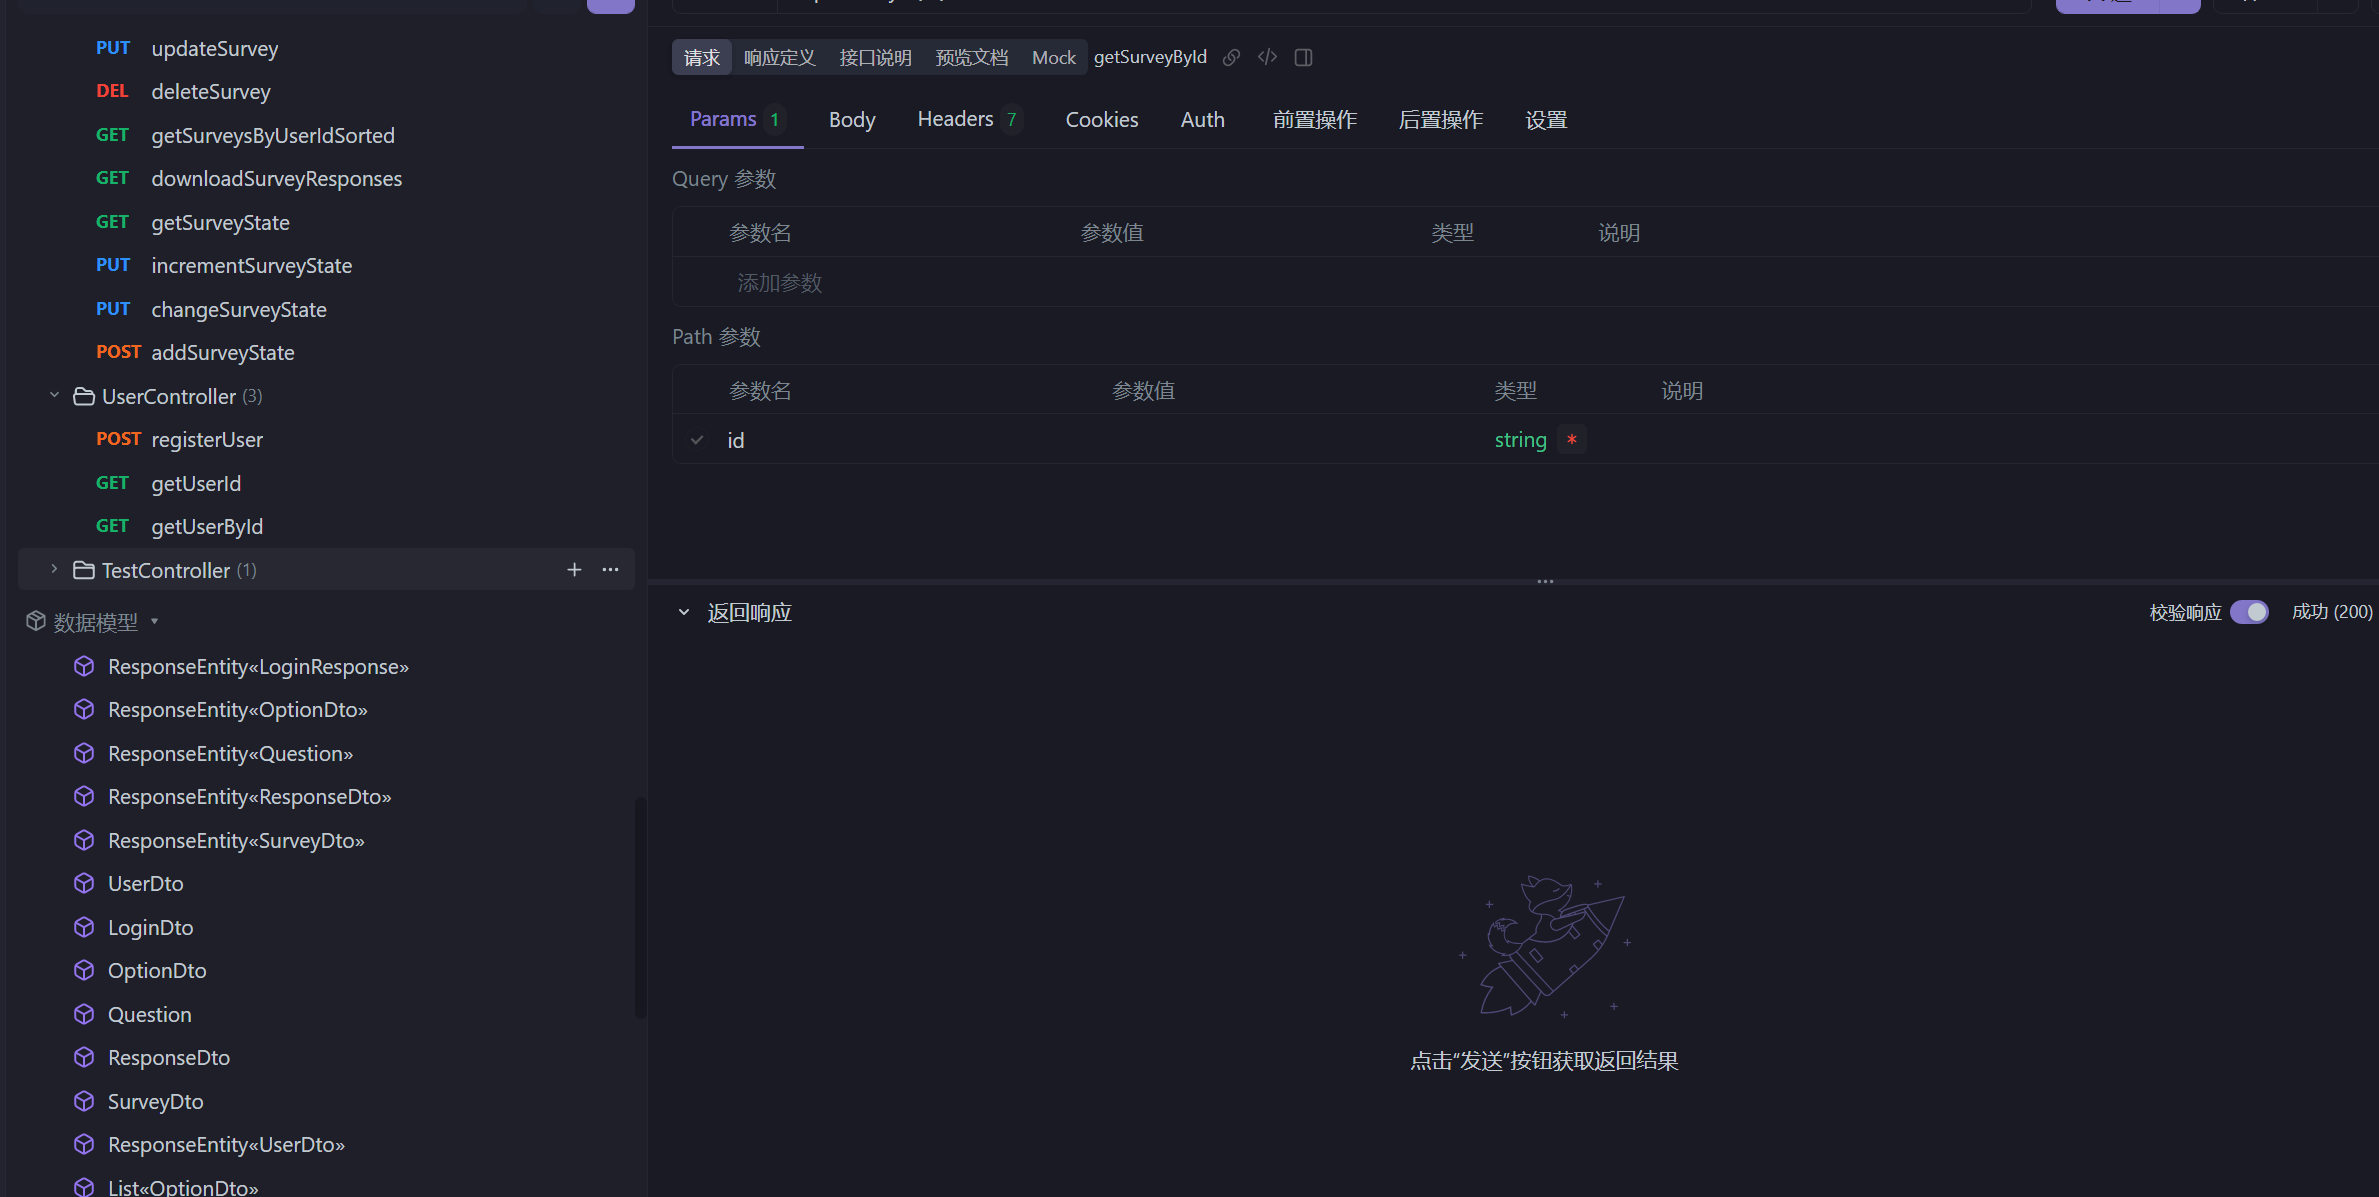 PUT updateSurvey
DEL deleteSurvey
GET getSurveysByUserIdSorted
GET downloadSurveyResponses
GET getSurveyState
PUT incrementSurveyState
PUT changeSurveyState
POST addSurveyState
UserController (3)
POST registerUser
GET getUserId
GET getUserById
TestController (1)
数据模型
ResponseEntity«LoginResponse»
ResponseEntity«OptionDto»
ResponseEntity«Question»
ResponseEntity«ResponseDto»
ResponseEntity«SurveyDto»
UserDto
LoginDto
OptionDto
Question
ResponseDto
SurveyDto
ResponseEntity«UserDto»
List«OptionDto»
请求 响应定义 接口说明 预览文档 Mock getSurveyById
Params 1 Body Headers 7 Cookies Auth 前置操作 后置操作 设置
Query 参数
参数名 参数值 类型 说明
添加参数
Path 参数
参数名 参数值 类型 说明
id string *
返回响应 校验响应 成功 (200)
点击“发送”按钮获取返回结果